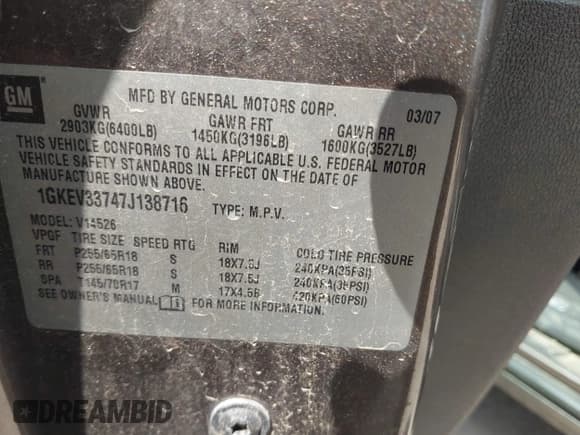 GM
MFD BY GENERAL MOTORS CORP. 03/07
GVWR GAWR FRT GAWR RR
2903KG(6400LB) 1450KG(3196LB) 1600KG(3527LB)
THIS VEHICLE CONFORMS TO ALL APPLICABLE U.S. FEDERAL MOTOR
VEHICLE SAFETY STANDARDS IN EFFECT ON THE DATE OF
MANUFACTURE SHOWN ABOVE.
1GKEV33747J138716 TYPE: M.P.V.
MODEL: V14526
VPGF TIRE SIZE SPEED RTG RIM COLD TIRE PRESSURE
FRT P255/65R18 S 18X7.5J 240KPA(35PSI)
RR P255/65R18 S 18X7.5J 240KPA(35PSI)
SPA T145/70R17 M 17X4.5B 420KPA(60PSI)
SEE OWNER'S MANUAL FOR MORE INFORMATION.
DREAMBID